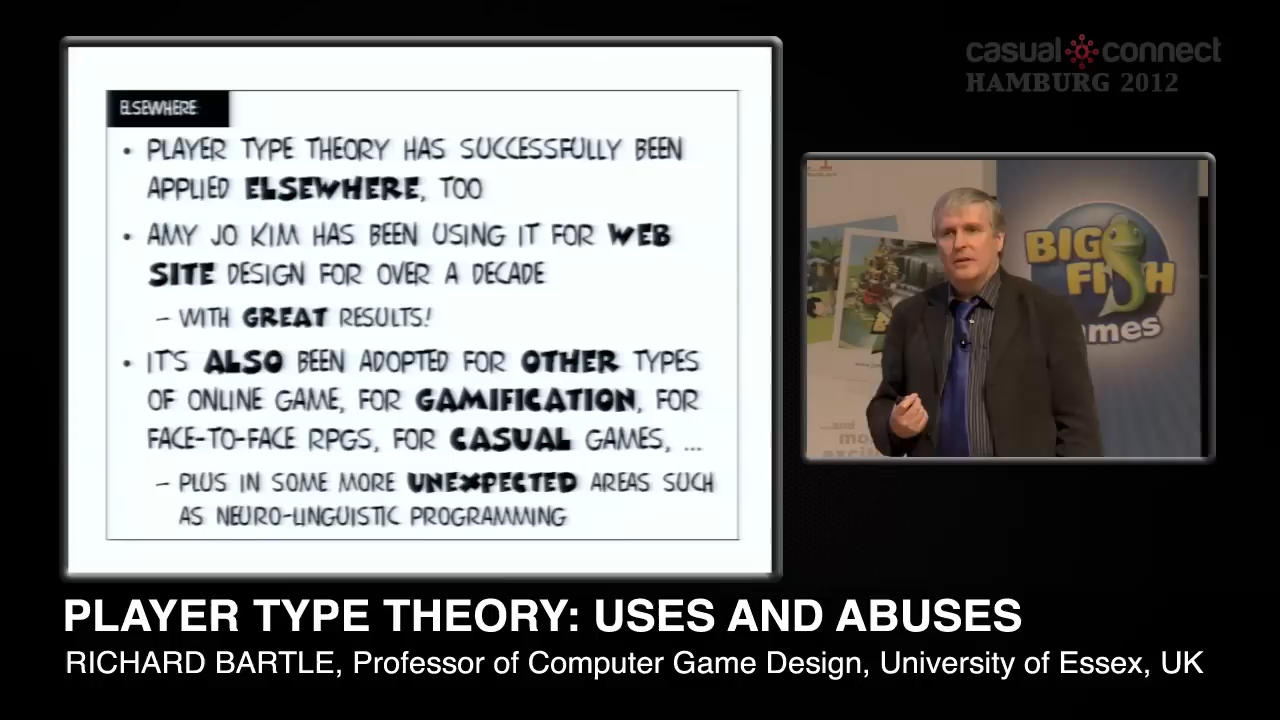 casual connect
HAMBURG 2012
ELSEWHERE
• PLAYER TYPE THEORY HAS SUCCESSFULLY BEEN
APPLIED ELSEWHERE, TOO
• AMY JO KIM HAS BEEN USING IT FOR WEB
SITE DESIGN FOR OVER A DECADE
– WITH GREAT RESULTS!
• IT'S ALSO BEEN ADOPTED FOR OTHER TYPES
OF ONLINE GAME, FOR GAMIFICATION, FOR
FACE-TO-FACE RPGS, FOR CASUAL GAMES, ...
– PLUS IN SOME MORE UNEXPECTED AREAS SUCH
AS NEURO-LINGUISTIC PROGRAMMING
BIG
FISH
ames
...and
mo
PLAYER TYPE THEORY: USES AND ABUSES
RICHARD BARTLE, Professor of Computer Game Design, University of Essex, UK